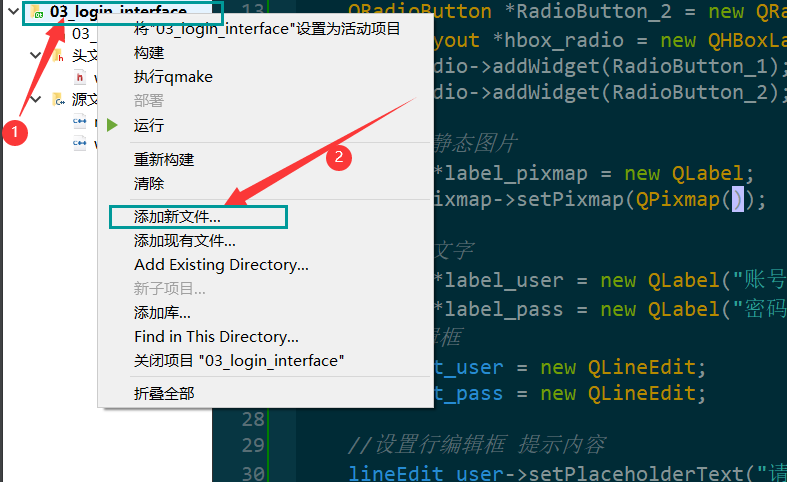 03_login_interface
03_
头文
源文
1
2
将"03_login_interface"设置为活动项目
构建
执行qmake
部署
运行
重新构建
清除
添加新文件...
添加现有文件...
Add Existing Directory...
新子项目...
添加库...
Find in This Directory...
关闭项目 "03_login_interface"
折叠全部
13 QRadioButton *RadioButton_2 = new QRa
yout *hbox_radio = new QHBoxLa
dio->addWidget(RadioButton_1);
dio->addWidget(RadioButton_2);
静态图片
*label_pixmap = new QLabel;
ixmap->setPixmap(QPixmap());
文字
*label_user = new QLabel("账号
*label_pass = new QLabel("密码
辑框
t_user = new QLineEdit;
t_pass = new QLineEdit;
28
29 //设置行编辑框 提示内容
30 lineEdit_user->setPlaceholderText("请